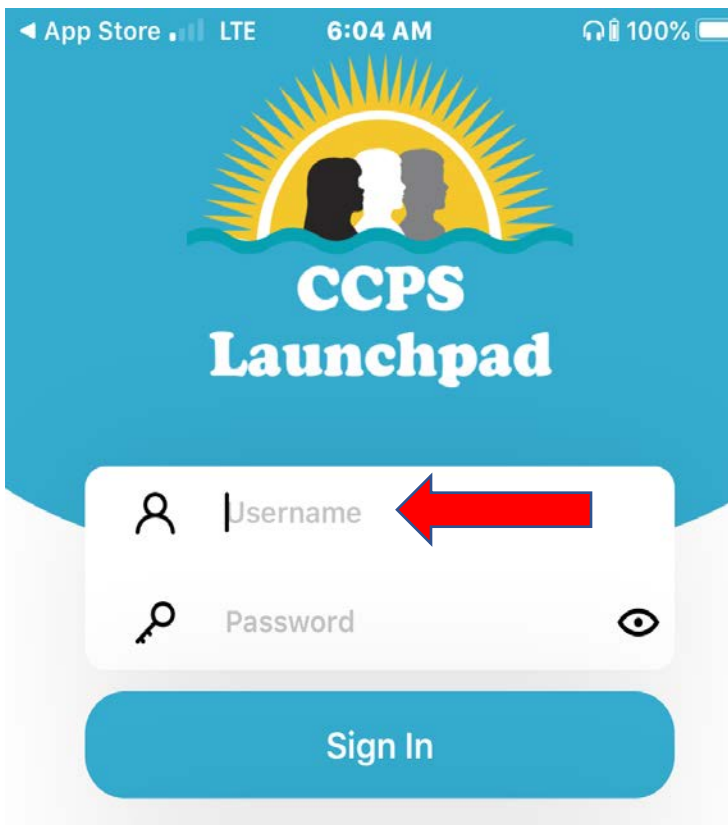 App Store LTE 6:04 AM 100%
CCPS
Launchpad
Username
Password
Sign In